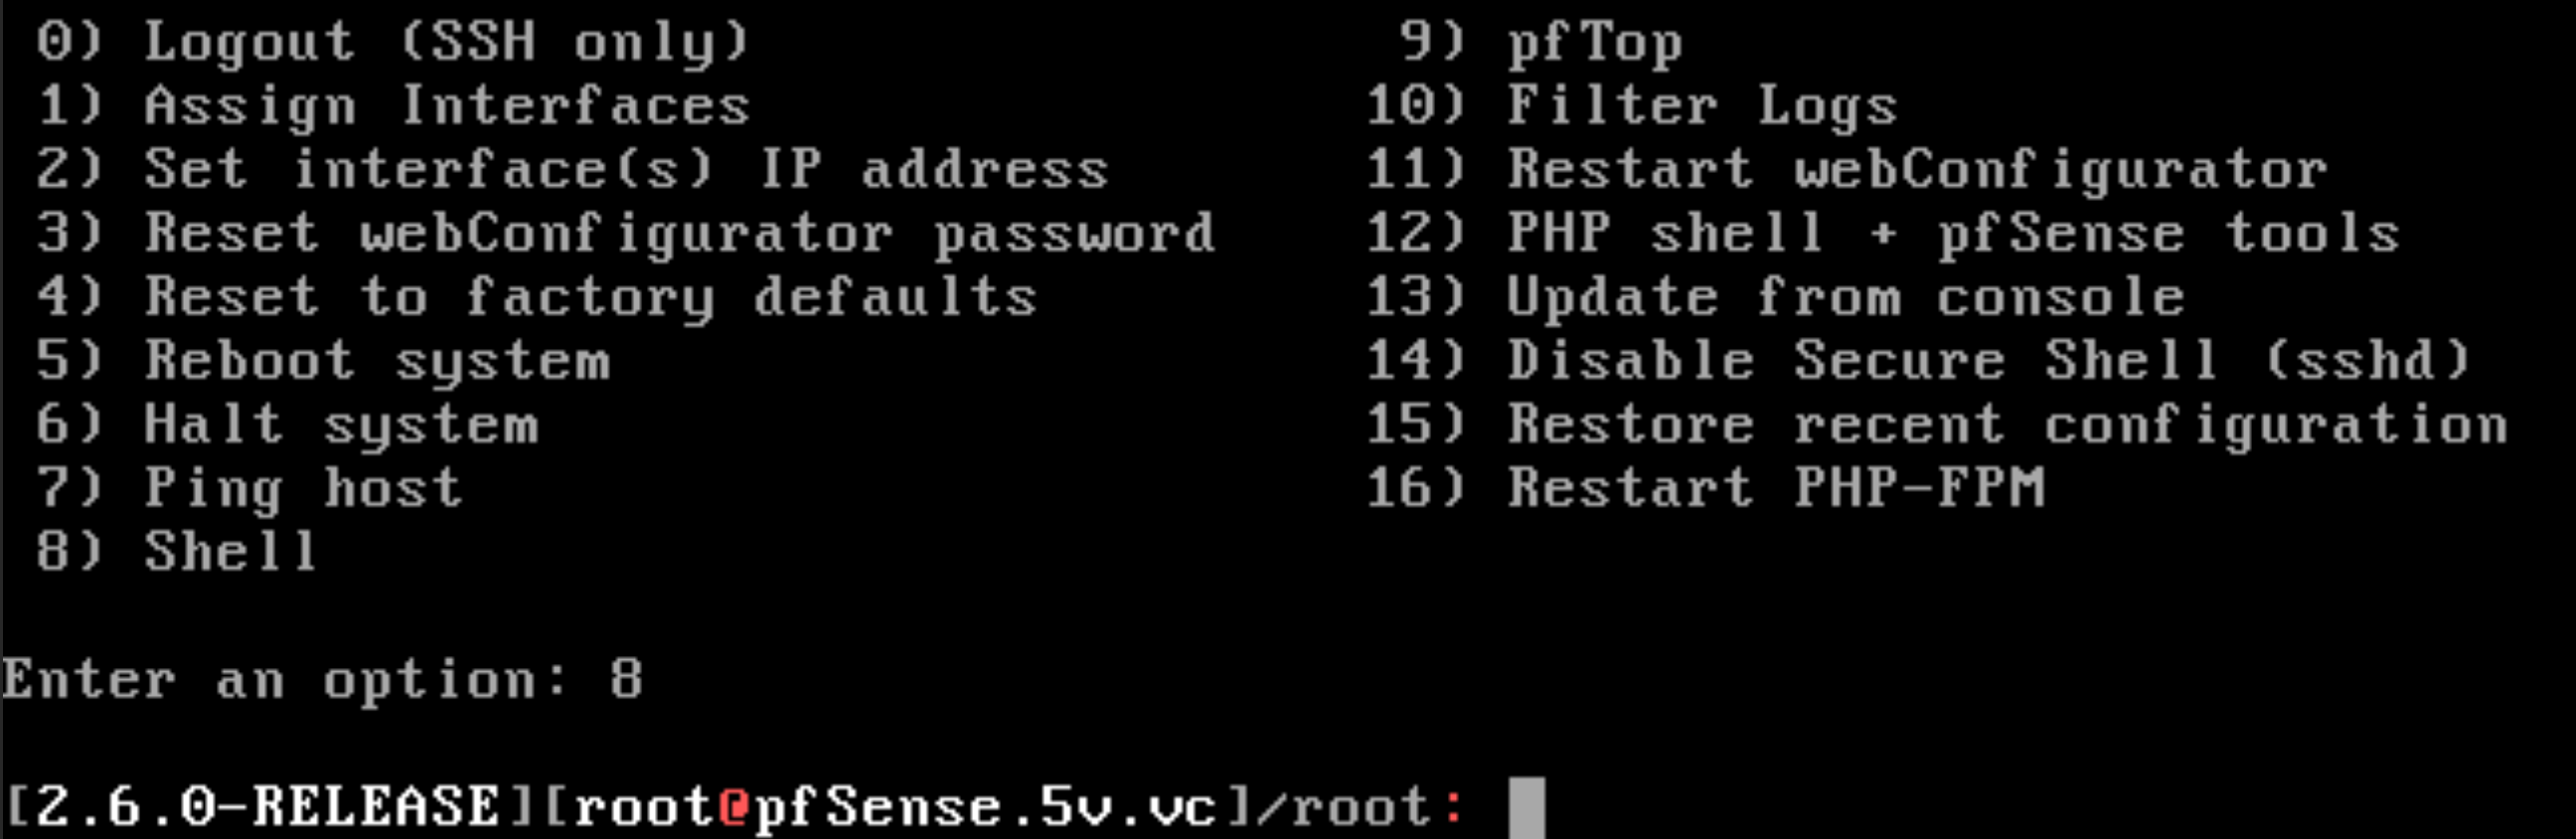 0) Logout (SSH only) 9) pfTop
1) Assign Interfaces 10) Filter Logs
2) Set interface(s) IP address 11) Restart webConfigurator
3) Reset webConfigurator password 12) PHP shell + pfSense tools
4) Reset to factory defaults 13) Update from console
5) Reboot system 14) Disable Secure Shell (sshd)
6) Halt system 15) Restore recent configuration
7) Ping host 16) Restart PHP-FPM
8) Shell
Enter an option: 8
[2.6.0-RELEASE][root@pfSense.5v.vc]/root: